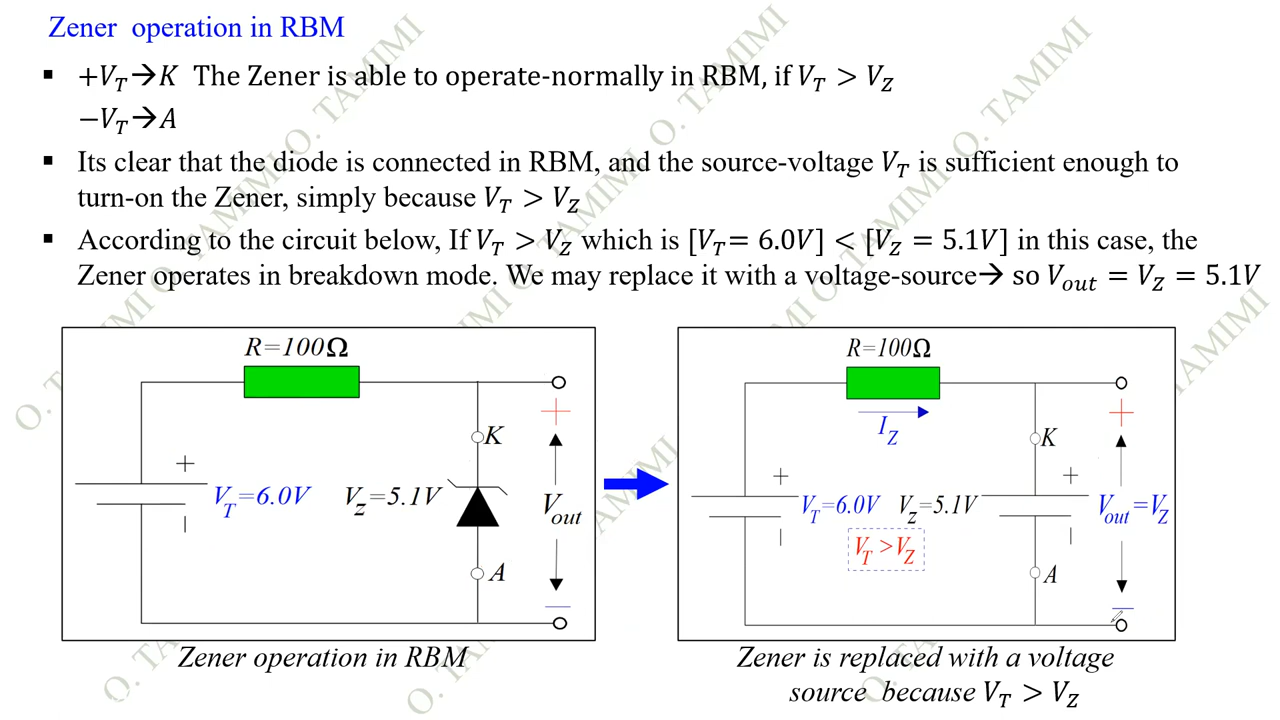 Zener operation in RBM
▪ +V_T→K The Zener is able to operate-normally in RBM, if V_T > V_Z
−V_T→A
▪ Its clear that the diode is connected in RBM, and the source-voltage V_T is sufficient enough to
turn-on the Zener, simply because V_T > V_Z
▪ According to the circuit below, If V_T > V_Z which is [V_T= 6.0V] < [V_Z = 5.1V] in this case, the
Zener operates in breakdown mode. We may replace it with a voltage-source→ so V_out = V_Z = 5.1V
R=100Ω
K
+
V_T=6.0V
V_Z=5.1V
A
+
V_out
−
Zener operation in RBM
R=100Ω
I_Z
K
+
V_T=6.0V
V_T >V_Z
V_Z=5.1V
+
A
+
V_out=V_Z
−
Zener is replaced with a voltage
source because V_T > V_Z
O. TAMIMI O. TAMIMI O. TAMIMI